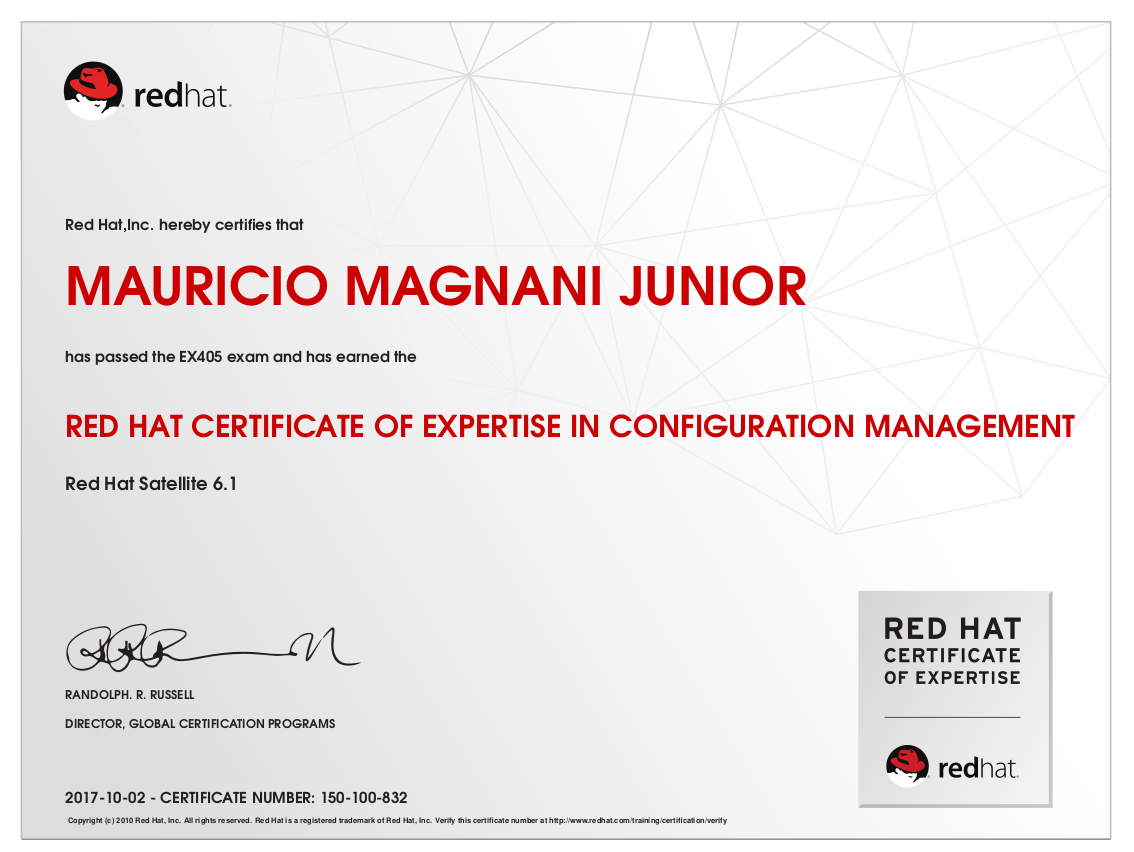 redhat.
Red Hat,Inc. hereby certifies that
MAURICIO MAGNANI JUNIOR
has passed the EX405 exam and has earned the
RED HAT CERTIFICATE OF EXPERTISE IN CONFIGURATION MANAGEMENT
Red Hat Satellite 6.1
RANDOLPH. R. RUSSELL
DIRECTOR, GLOBAL CERTIFICATION PROGRAMS
2017-10-02 - CERTIFICATE NUMBER: 150-100-832
Copyright (c) 2010 Red Hat, Inc. All rights reserved. Red Hat is a registered trademark of Red Hat, Inc. Verify this certificate number at http://www.redhat.com/training/certification/verify
RED HAT
CERTIFICATE
OF EXPERTISE
redhat.